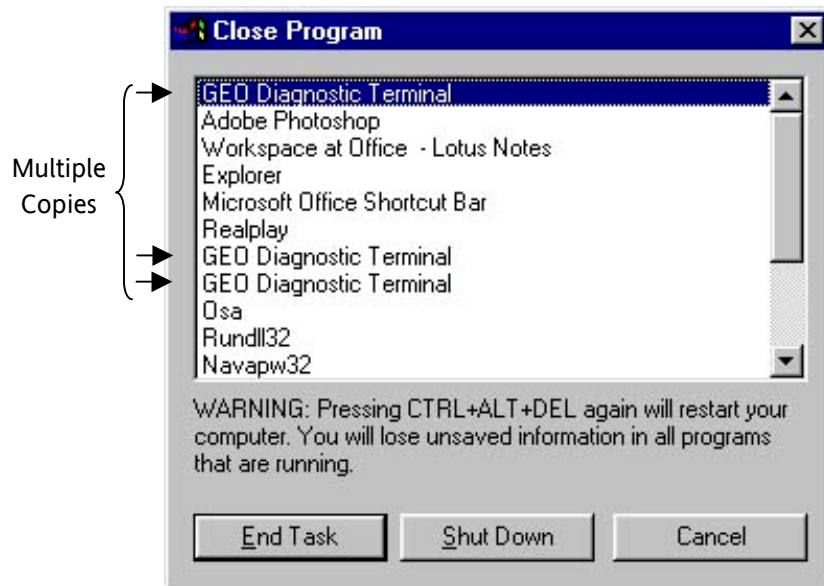 Close Program
Multiple
Copies
GEO Diagnostic Terminal
Adobe Photoshop
Workspace at Office - Lotus Notes
Explorer
Microsoft Office Shortcut Bar
Realplay
GEO Diagnostic Terminal
GEO Diagnostic Terminal
Osa
Rundll32
Navapw32
WARNING: Pressing CTRL+ALT+DEL again will restart your
computer. You will lose unsaved information in all programs
that are running.
End Task
Shut Down
Cancel